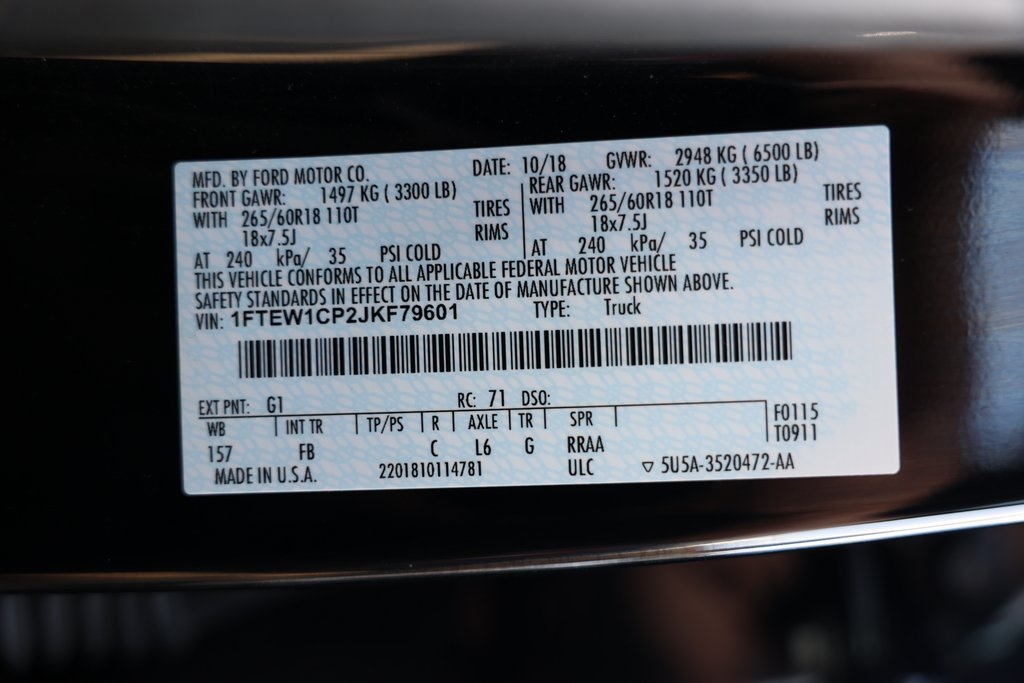 MFD. BY FORD MOTOR CO. DATE: 10/18 GVWR: 2948 KG ( 6500 LB)
FRONT GAWR: 1497 KG ( 3300 LB) REAR GAWR: 1520 KG ( 3350 LB)
WITH 265/60R18 110T TIRES WITH 265/60R18 110T TIRES
18x7.5J RIMS 18x7.5J RIMS
AT 240 kPa/ 35 PSI COLD AT 240 kPa/ 35 PSI COLD
THIS VEHICLE CONFORMS TO ALL APPLICABLE FEDERAL MOTOR VEHICLE
SAFETY STANDARDS IN EFFECT ON THE DATE OF MANUFACTURE SHOWN ABOVE.
VIN: 1FTEW1CP2JKF79601 TYPE: Truck
EXT PNT: G1 RC: 71 DSO:
WB INT TR TP/PS R AXLE TR SPR F0115
157 FB C L6 G RRAA T0911
MADE IN U.S.A. 2201810114781 ULC ▽ 5U5A-3520472-AA